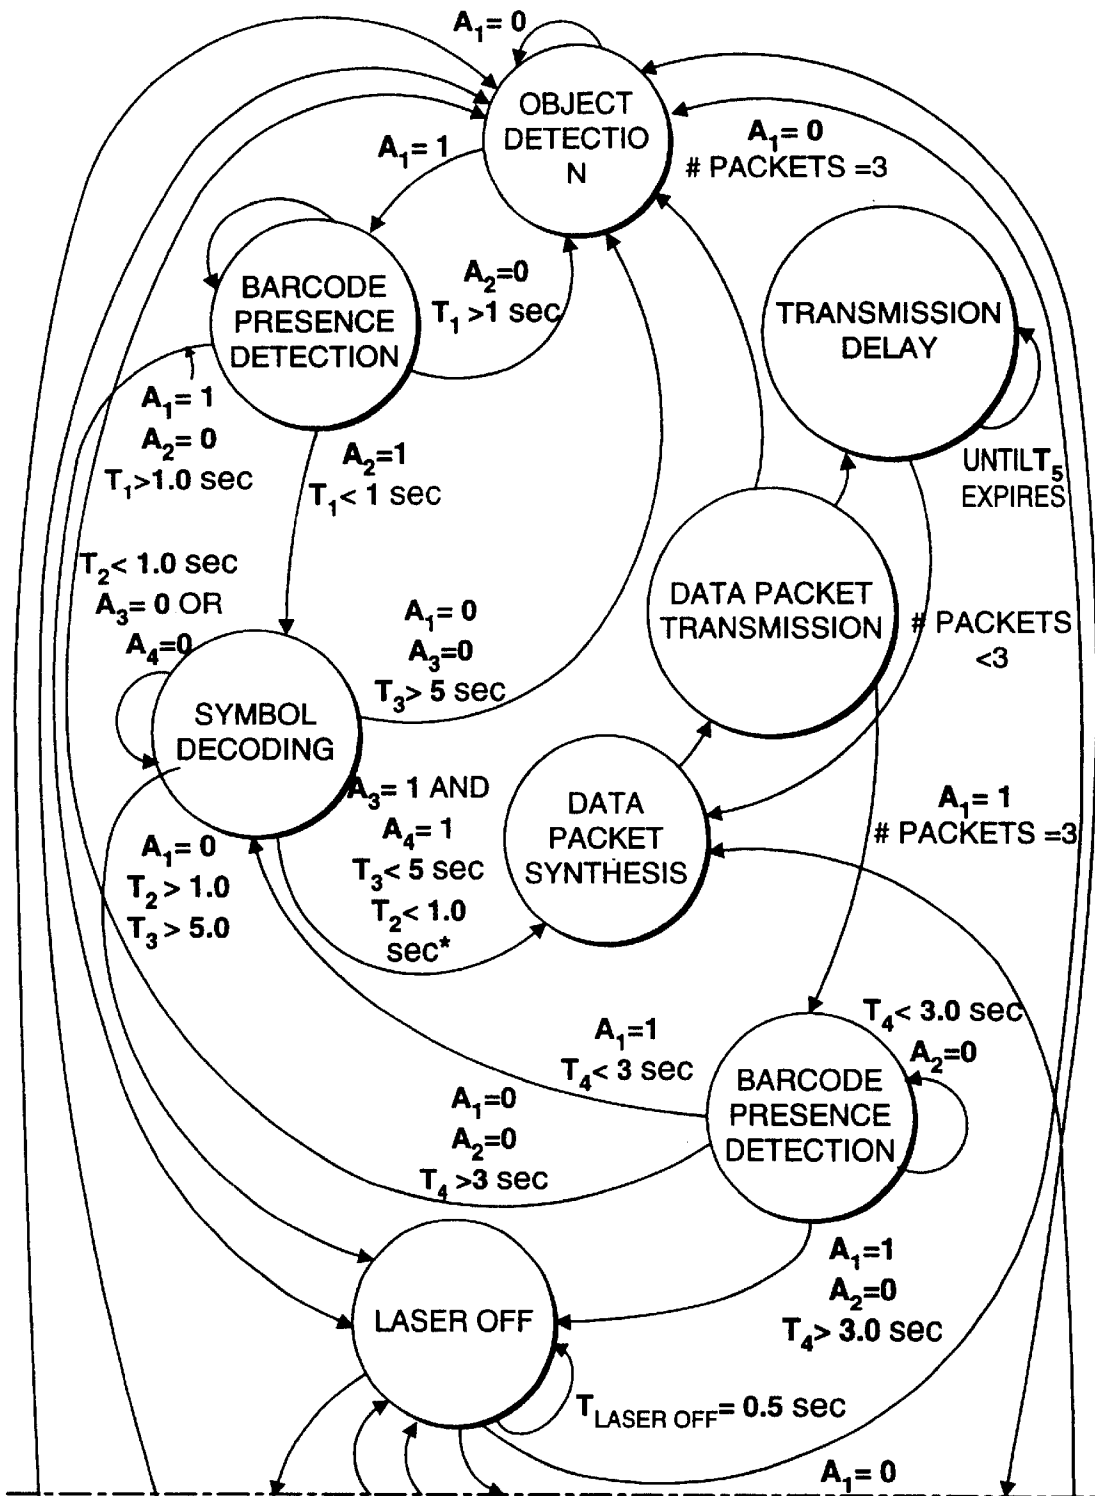 A₁= 0
OBJECT
DETECTIO
N
A₁= 1
A₁= 0
# PACKETS =3
BARCODE
PRESENCE
DETECTION
A₂=0
T₁ >1 sec
TRANSMISSION
DELAY
A₁= 1
A₂= 0
T₁>1.0 sec
A₂=1
T₁< 1 sec
UNTILT₅
EXPIRES
T₂< 1.0 sec
A₃= 0 OR
A₄=0
A₁= 0
A₃=0
T₃> 5 sec
DATA PACKET
TRANSMISSION
# PACKETS
<3
SYMBOL
DECODING
A₃= 1 AND
A₄= 1
T₃< 5 sec
T₂< 1.0
sec*
DATA
PACKET
SYNTHESIS
A₁= 1
# PACKETS =3
A₁= 0
T₂ > 1.0
T₃ > 5.0
A₁=1
T₄< 3 sec
T₄< 3.0 sec
A₂=0
BARCODE
PRESENCE
DETECTION
A₁=0
A₂=0
T₄ >3 sec
A₁=1
A₂=0
T₄> 3.0 sec
LASER OFF
T LASER OFF= 0.5 sec
A₁= 0